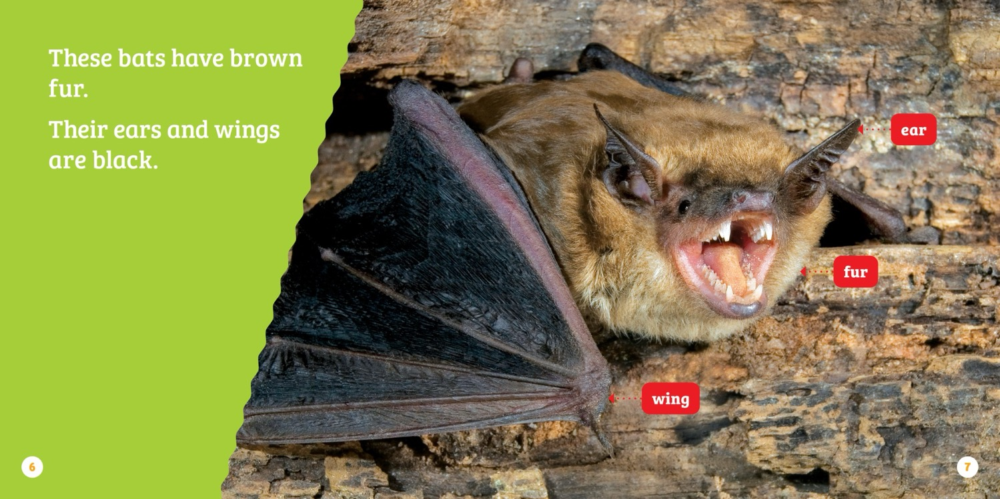 These bats have brown
fur.
Their ears and wings
are black.
ear
fur
wing
6
7